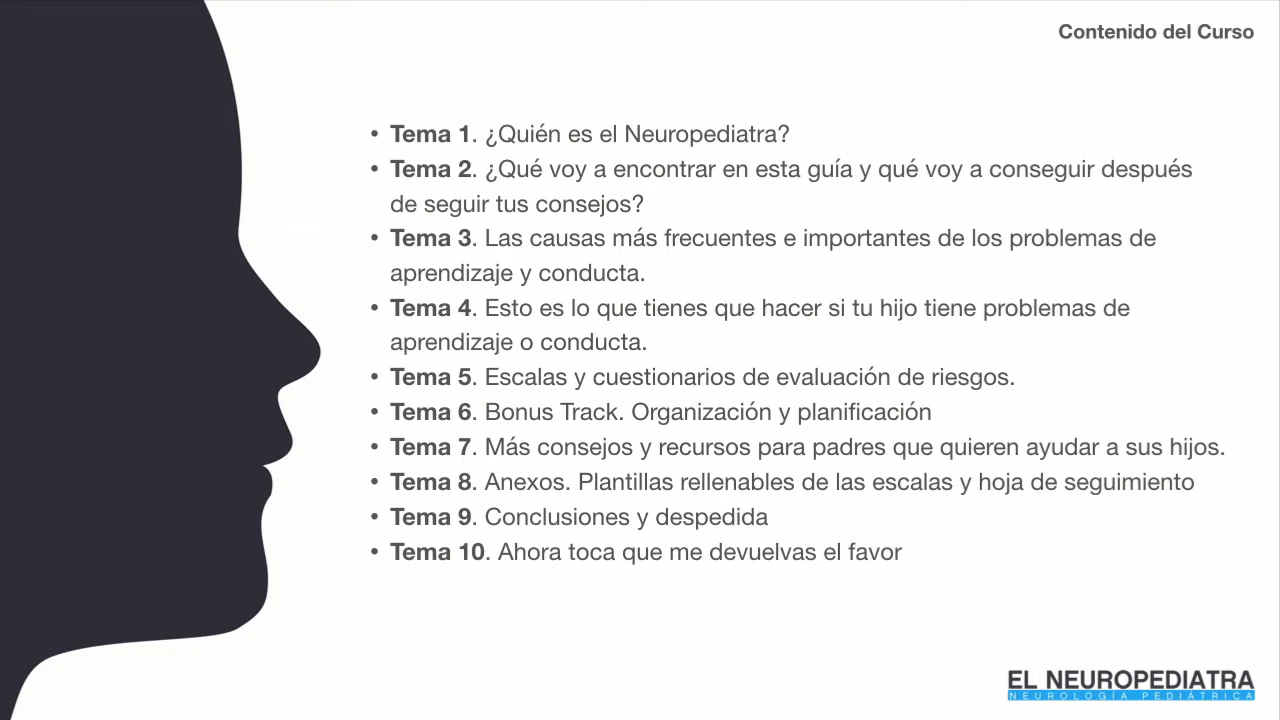 Contenido del Curso
• Tema 1. ¿Quién es el Neuropediatra?
• Tema 2. ¿Qué voy a encontrar en esta guía y qué voy a conseguir después
de seguir tus consejos?
• Tema 3. Las causas más frecuentes e importantes de los problemas de
aprendizaje y conducta.
• Tema 4. Esto es lo que tienes que hacer si tu hijo tiene problemas de
aprendizaje o conducta.
• Tema 5. Escalas y cuestionarios de evaluación de riesgos.
• Tema 6. Bonus Track. Organización y planificación
• Tema 7. Más consejos y recursos para padres que quieren ayudar a sus hijos.
• Tema 8. Anexos. Plantillas rellenables de las escalas y hoja de seguimiento
• Tema 9. Conclusiones y despedida
• Tema 10. Ahora toca que me devuelvas el favor
EL NEUROPEDIATRA
NEUROLOGÍA PEDIÁTRICA